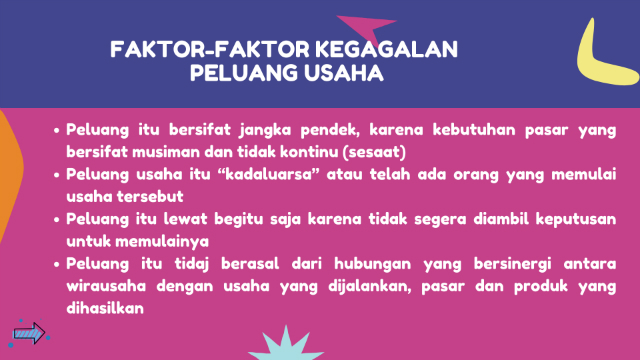 FAKTOR-FAKTOR KEGAGALAN
PELUANG USAHA
• Peluang itu bersifat jangka pendek, karena kebutuhan pasar yang
bersifat musiman dan tidak kontinu (sesaat)
• Peluang usaha itu “kadaluarsa” atau telah ada orang yang memulai
usaha tersebut
• Peluang itu lewat begitu saja karena tidak segera diambil keputusan
untuk memulainya
• Peluang itu tidaj berasal dari hubungan yang bersinergi antara
wirausaha dengan usaha yang dijalankan, pasar dan produk yang
dihasilkan